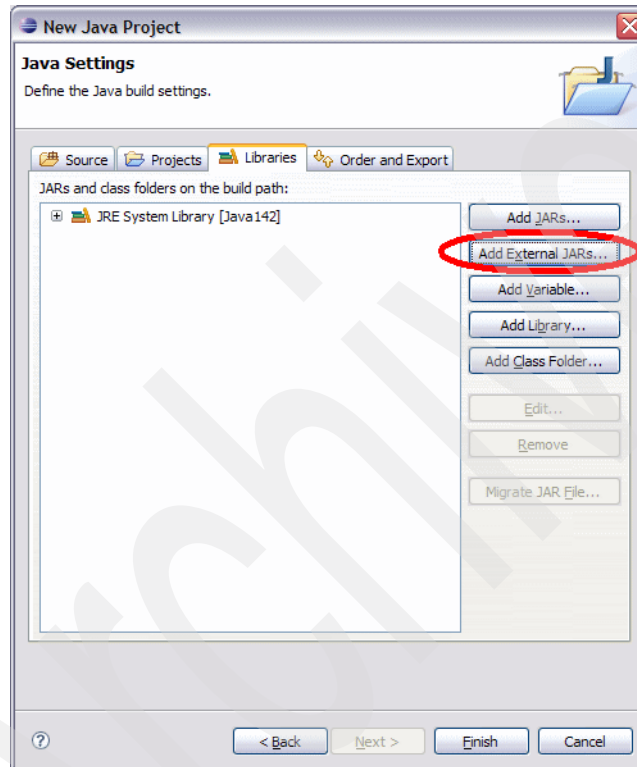 New Java Project
Java Settings
Define the Java build settings.
Source Projects Libraries Order and Export
JARs and class folders on the build path:
JRE System Library [Java142]
Add JARs...
Add External JARs...
Add Variable...
Add Library...
Add Class Folder...
Edit...
Remove
Migrate JAR File...
< Back Next > Finish Cancel